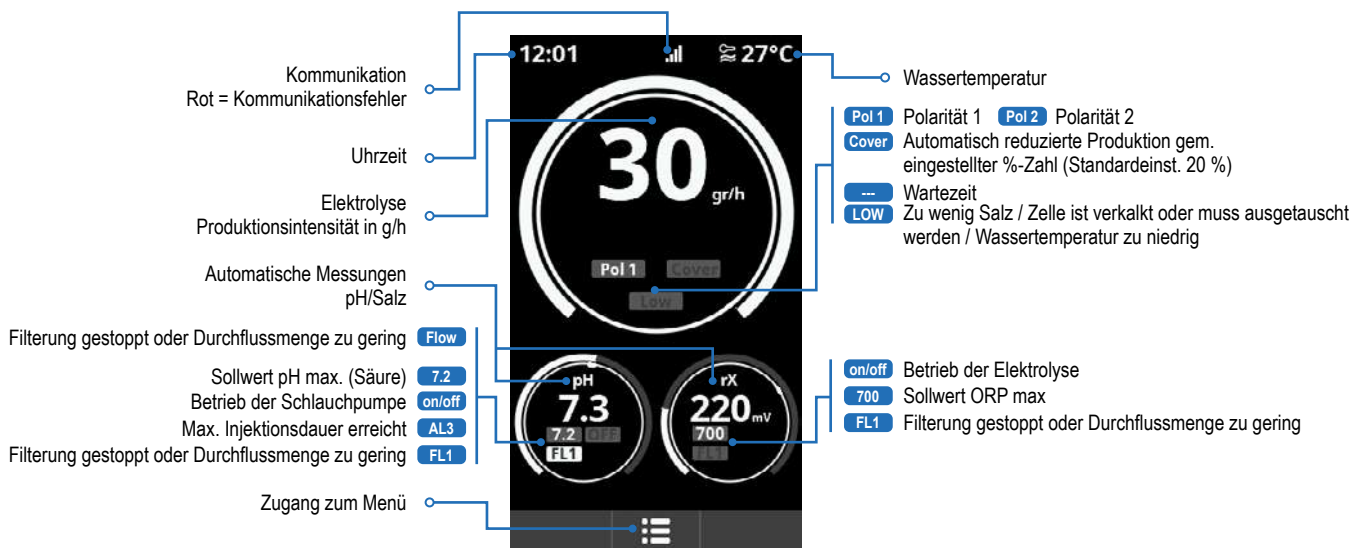 Kommunikation
Rot = Kommunikationsfehler
Uhrzeit
Elektrolyse
Produktionsintensität in g/h
Automatische Messungen
pH/Salz
Filterung gestoppt oder Durchflussmenge zu gering Flow
Sollwert pH max. (Säure) 7.2
Betrieb der Schlauchpumpe on/off
Max. Injektionsdauer erreicht AL3
Filterung gestoppt oder Durchflussmenge zu gering FL1
Zugang zum Menü
12:01 27°C
30 gr/h
Pol 1 Cover
Low
pH
7.3
7.2 OFF
FL1
rX
220 mV
700
FL1
Wassertemperatur
Pol 1 Polarität 1 Pol 2 Polarität 2
Cover Automatisch reduzierte Produktion gem.
eingestellter %-Zahl (Standardeinst. 20 %)
--- Wartezeit
LOW Zu wenig Salz / Zelle ist verkalkt oder muss ausgetauscht
werden / Wassertemperatur zu niedrig
on/off Betrieb der Elektrolyse
700 Sollwert ORP max
FL1 Filterung gestoppt oder Durchflussmenge zu gering